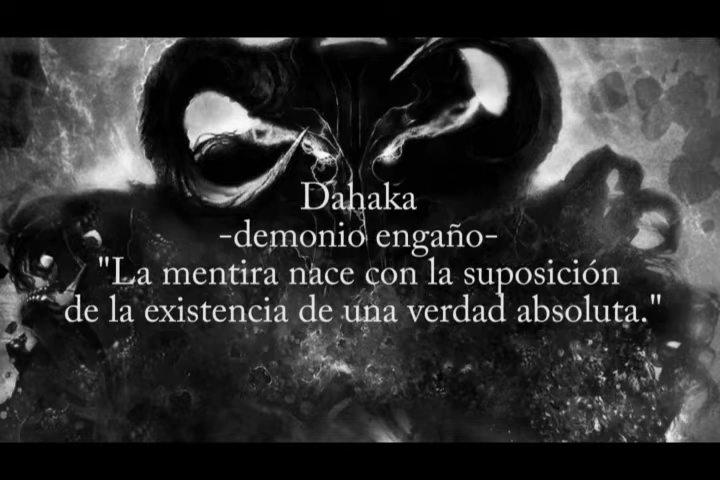 Dahaka
-demonio engaño-
"La mentira nace con la suposición
de la existencia de una verdad absoluta."